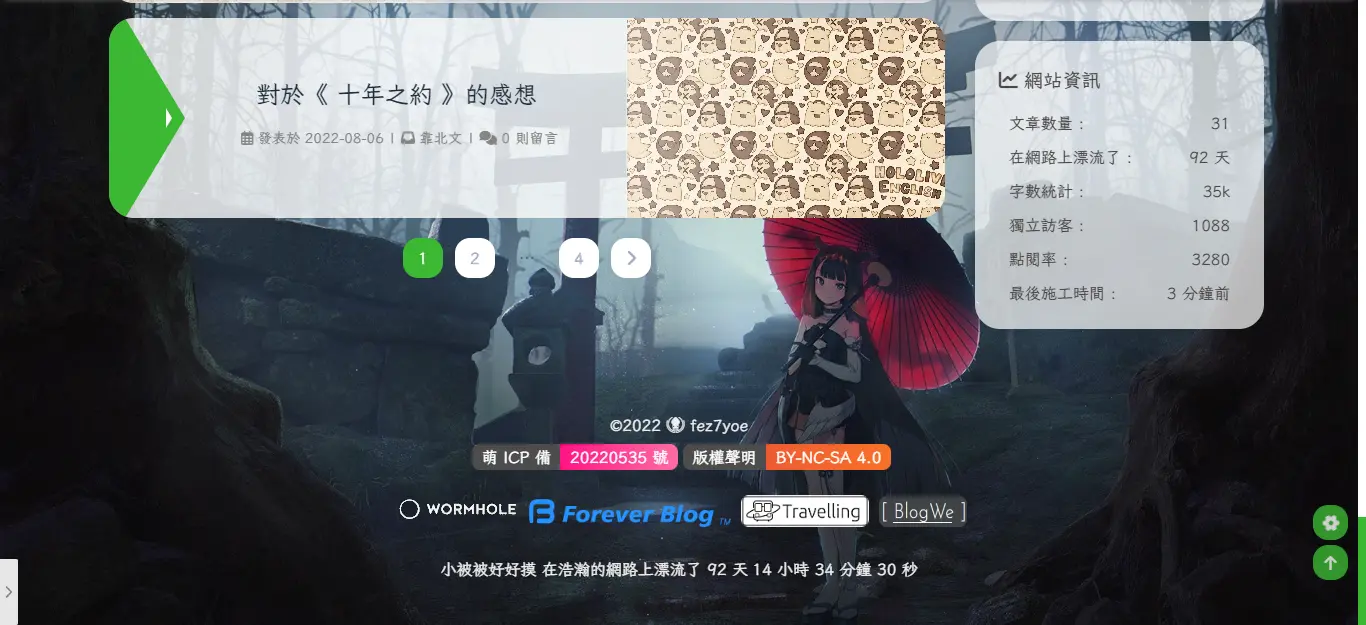 對於《 十年之約 》的感想
發表於 2022-08-06 | 靠北文 | 0 則留言
HOLOLIVE
ENGLISH
1 2 ... 4
網站資訊
文章數量 : 31
在網路上漂流了 : 92 天
字數統計 : 35k
獨立訪客 : 1088
點閱率 : 3280
最後施工時間 : 3 分鐘前
©2022 fez7yoe
萌 ICP 備 20220535 號 版權聲明 BY-NC-SA 4.0
WORMHOLE Forever Blog TM Travelling [ BlogWe ]
小被被好好摸 在浩瀚的網路上漂流了 92 天 14 小時 34 分鐘 30 秒